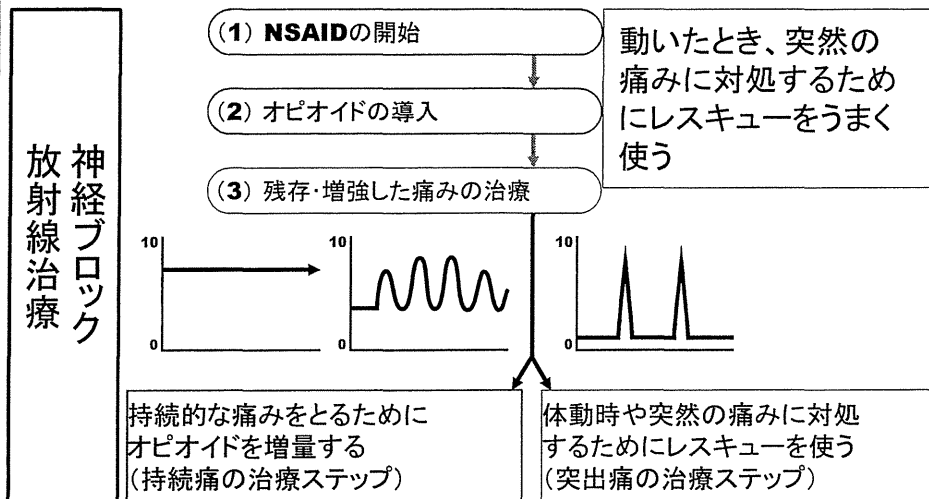 神経ブロック
放射線治療
(1) NSAIDの開始
(2) オピオイドの導入
(3) 残存・増強した痛みの治療
動いたとき、突然の
痛みに対処するため
にレスキューをうまく
使う
10
0
10
0
10
0
持続的な痛みをとるために
オピオイドを増量する
(持続痛の治療ステップ)
体動時や突然の痛みに対処
するためにレスキューを使う
(突出痛の治療ステップ)